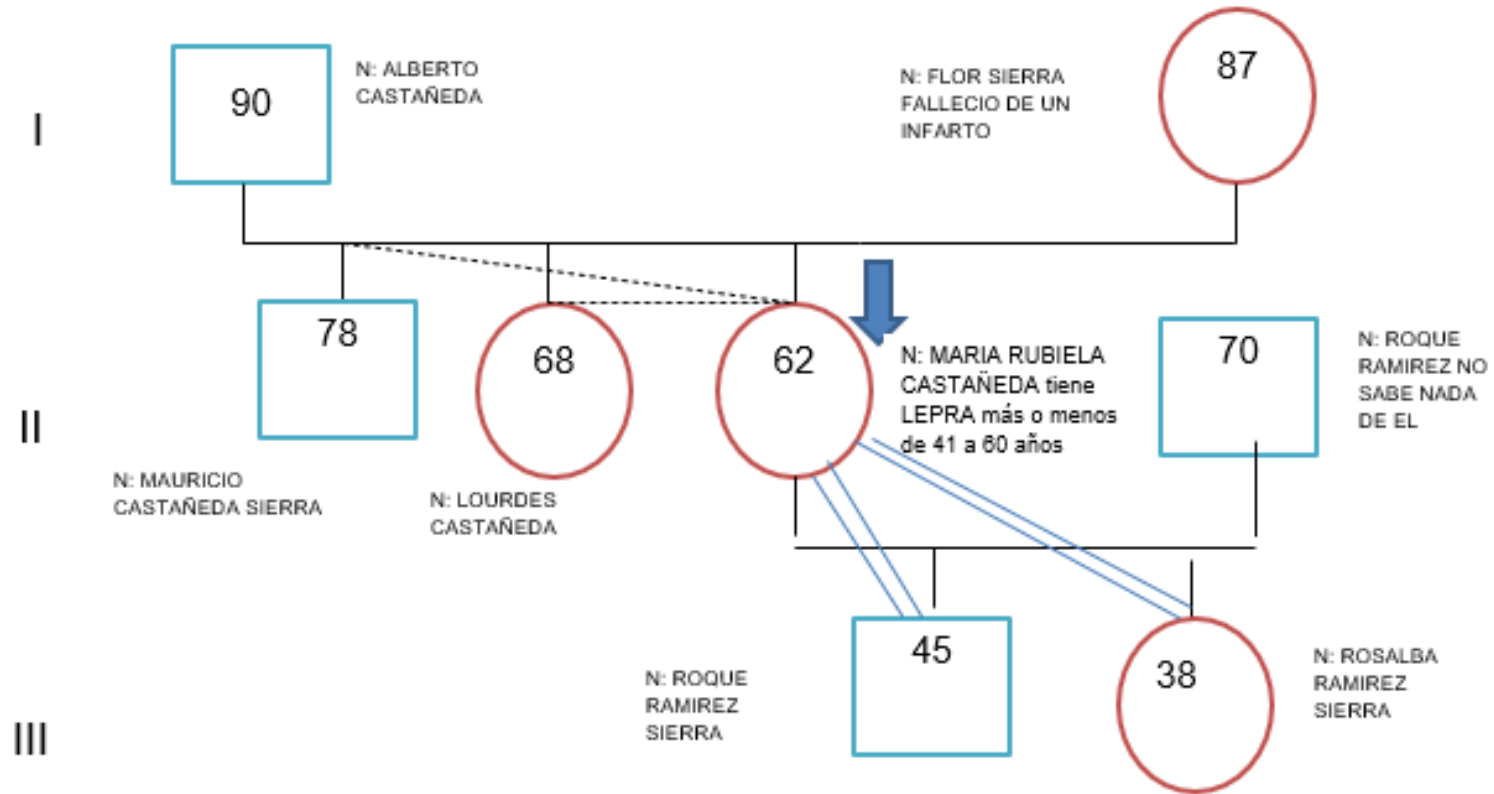 I
90
N: ALBERTO
CASTAÑEDA
N: FLOR SIERRA
FALLECIO DE UN
INFARTO
87
II
78
N: MAURICIO
CASTAÑEDA SIERRA
68
N: LOURDES
CASTAÑEDA
62
N: MARIA RUBIELA
CASTAÑEDA tiene
LEPRA más o menos
de 41 a 60 años
70
N: ROQUE
RAMIREZ NO
SABE NADA
DE EL
III
N: ROQUE
RAMIREZ
SIERRA
45
38
N: ROSALBA
RAMIREZ
SIERRA